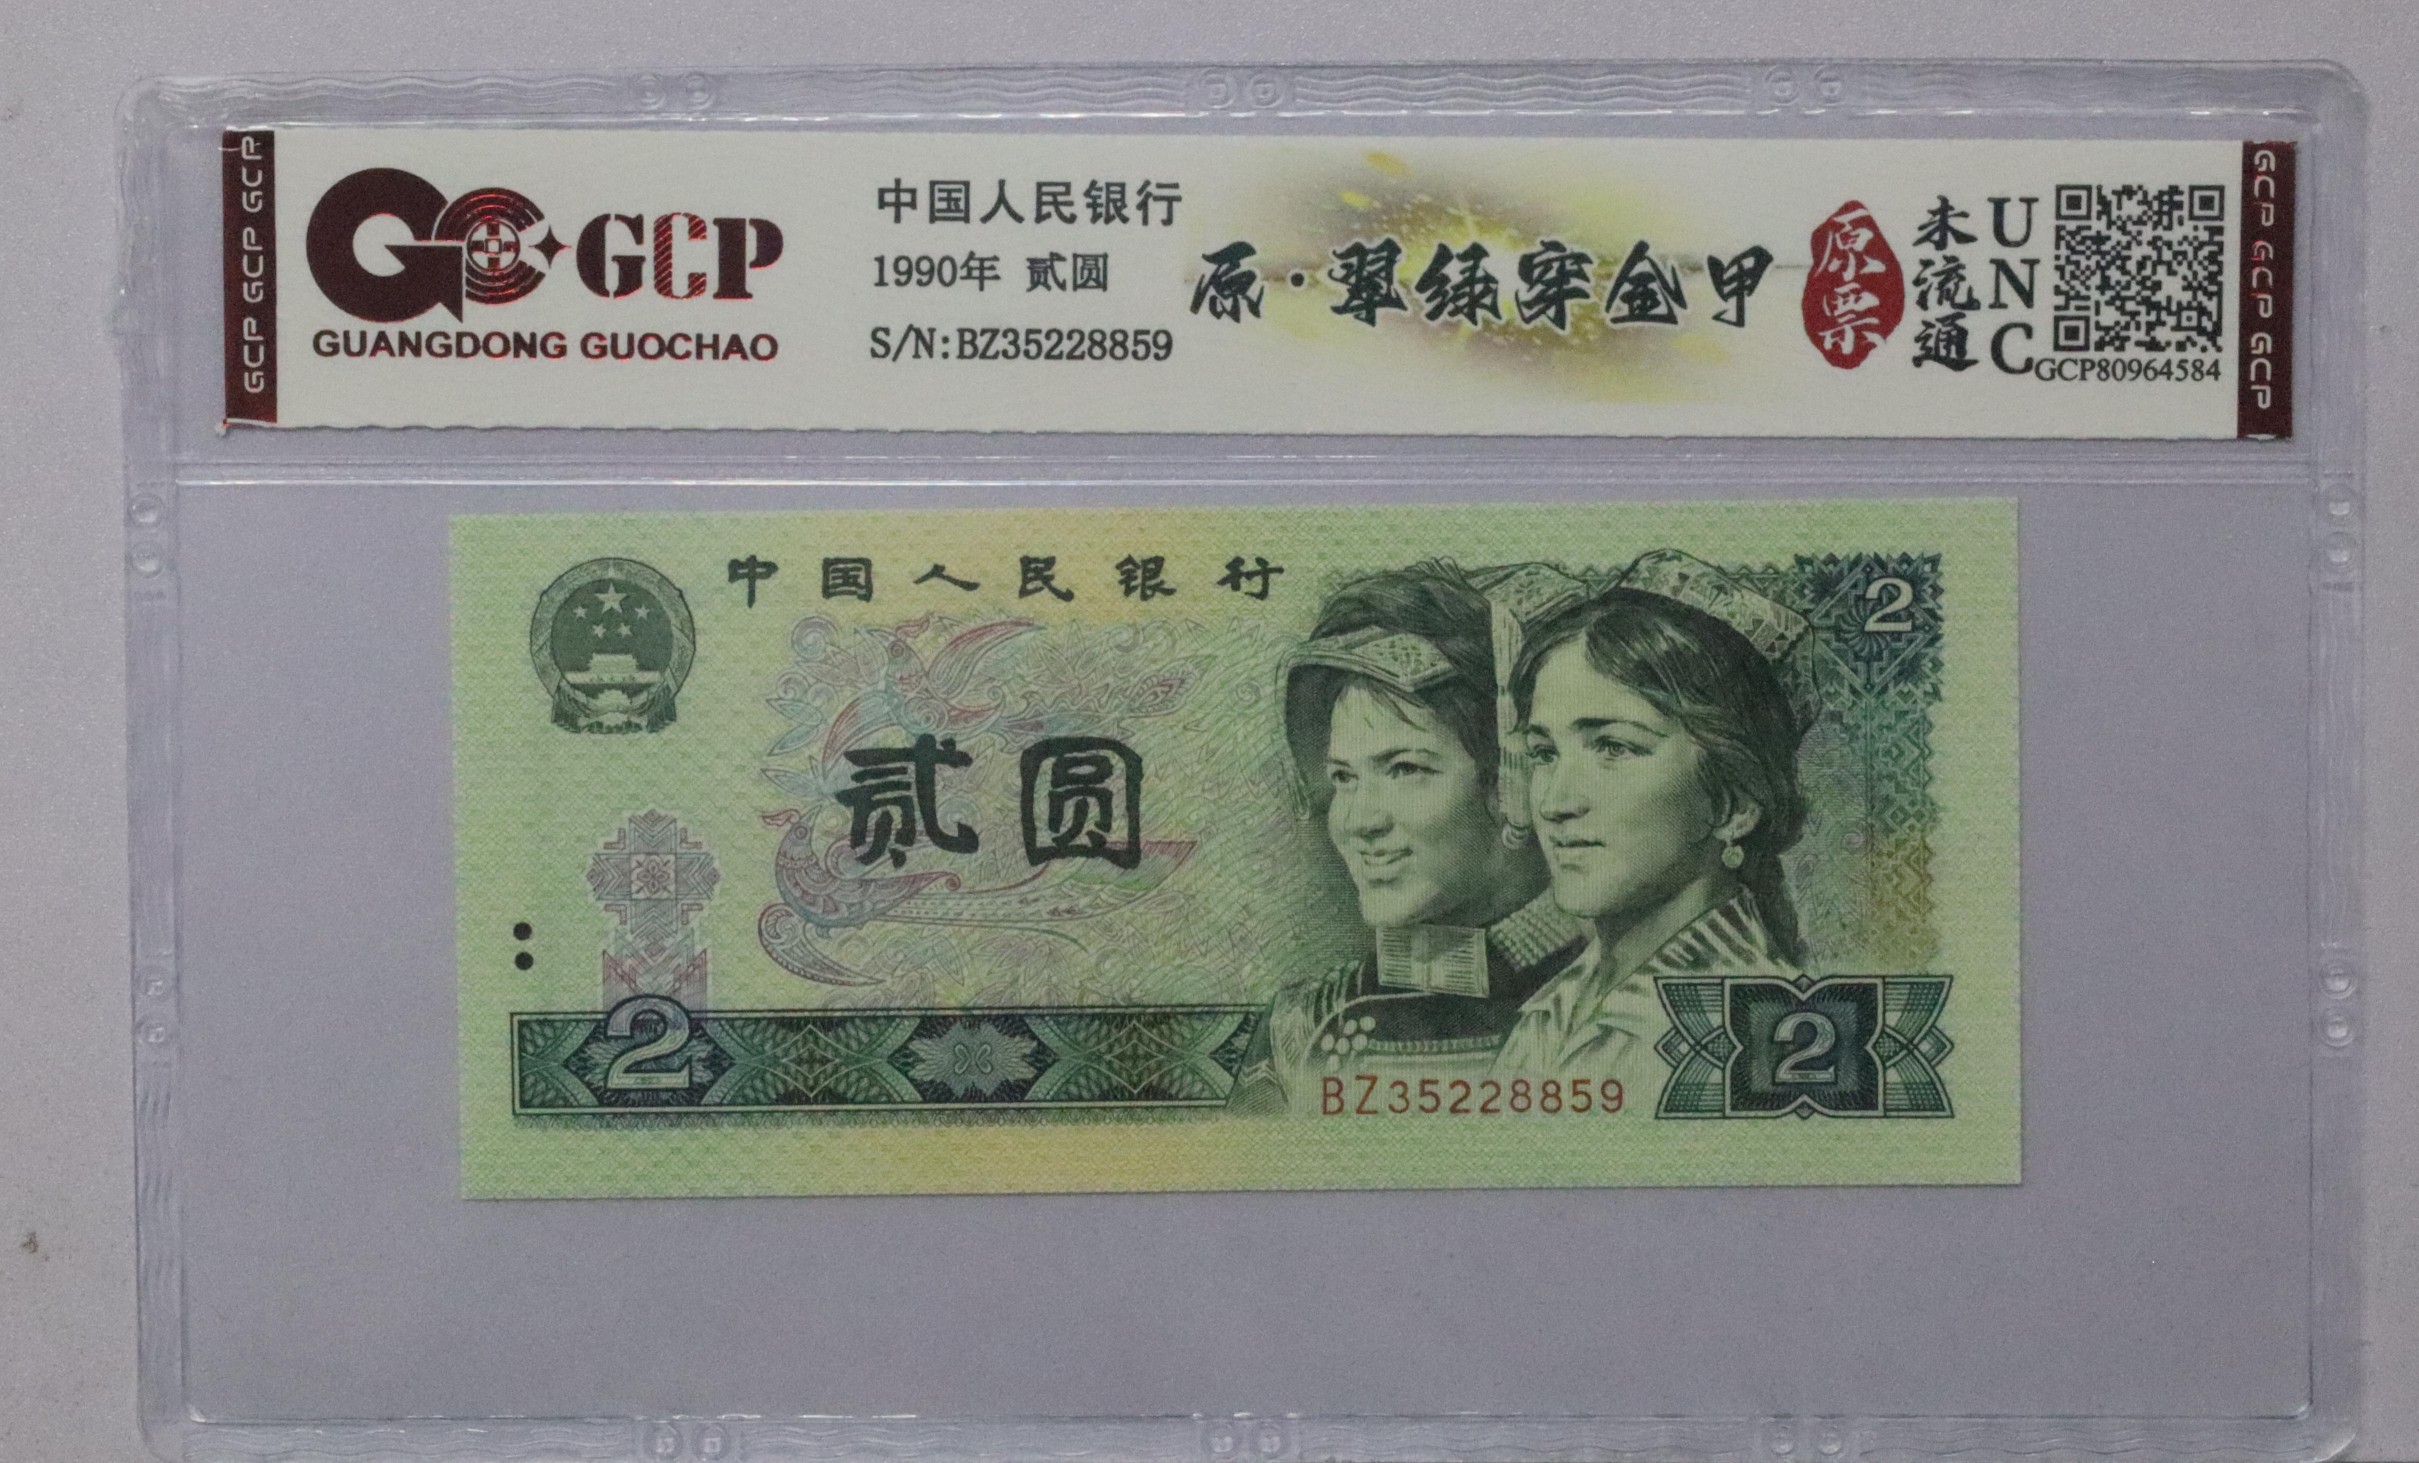 GCP GCP GCP
GCP
GUANGDONG GUOCHAO
中国人民银行
1990年 贰圆
S/N:BZ35228859
原·翠绿穿金甲
原票
未流通
UNC
GCP80964584
GCP GCP GCP
中国人民银行
2
贰圆
2
BZ35228859
2